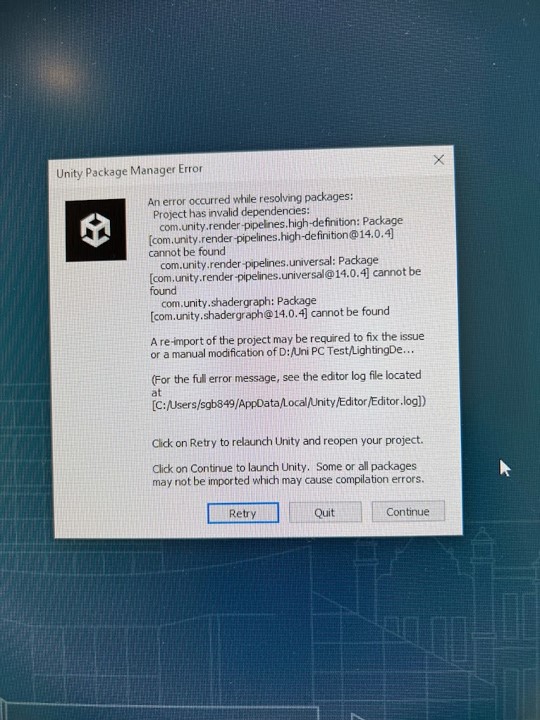 Unity Package Manager Error
An error occurred while resolving packages:
Project has invalid dependencies:
com.unity.render-pipelines.high-definition: Package
[com.unity.render-pipelines.high-definition@14.0.4]
cannot be found
com.unity.render-pipelines.universal: Package
[com.unity.render-pipelines.universal@14.0.4] cannot be
found
com.unity.shadergraph: Package
[com.unity.shadergraph@14.0.4] cannot be found
A re-import of the project may be required to fix the issue
or a manual modification of D:/Uni PC Test/LightingDe...
(For the full error message, see the editor log file located
at
[C:/Users/sgb849/AppData/Local/Unity/Editor/Editor.log])
Click on Retry to relaunch Unity and reopen your project.
Click on Continue to launch Unity. Some or all packages
may not be imported which may cause compilation errors.
Retry Quit Continue